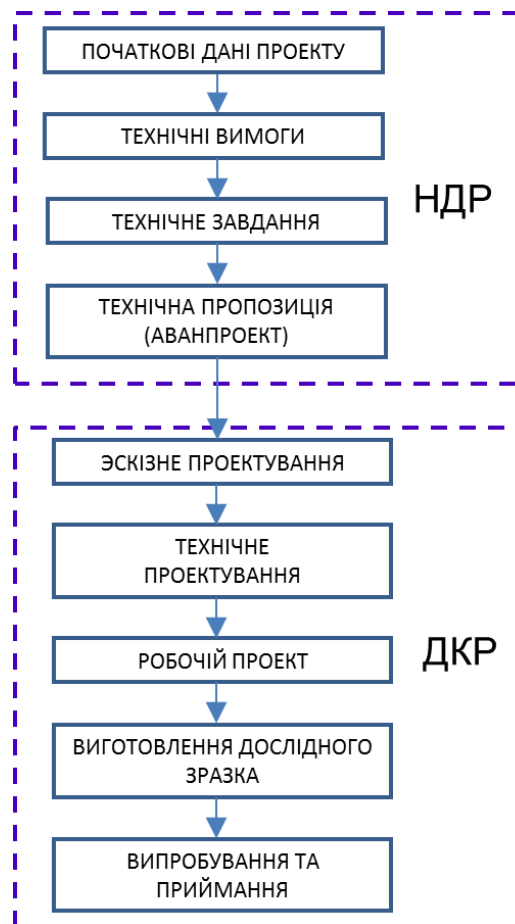 ПОЧАТКОВІ ДАНІ ПРОЕКТУ
ТЕХНІЧНІ ВИМОГИ
ТЕХНІЧНЕ ЗАВДАННЯ
ТЕХНІЧНА ПРОПОЗИЦІЯ
(АВАНПРОЕКТ)
НДР
ЭСКІЗНЕ ПРОЕКТУВАННЯ
ТЕХНІЧНЕ
ПРОЕКТУВАННЯ
РОБОЧІЙ ПРОЕКТ
ВИГОТОВЛЕННЯ ДОСЛІДНОГО
ЗРАЗКА
ВИПРОБУВАННЯ ТА
ПРИЙМАННЯ
ДКР